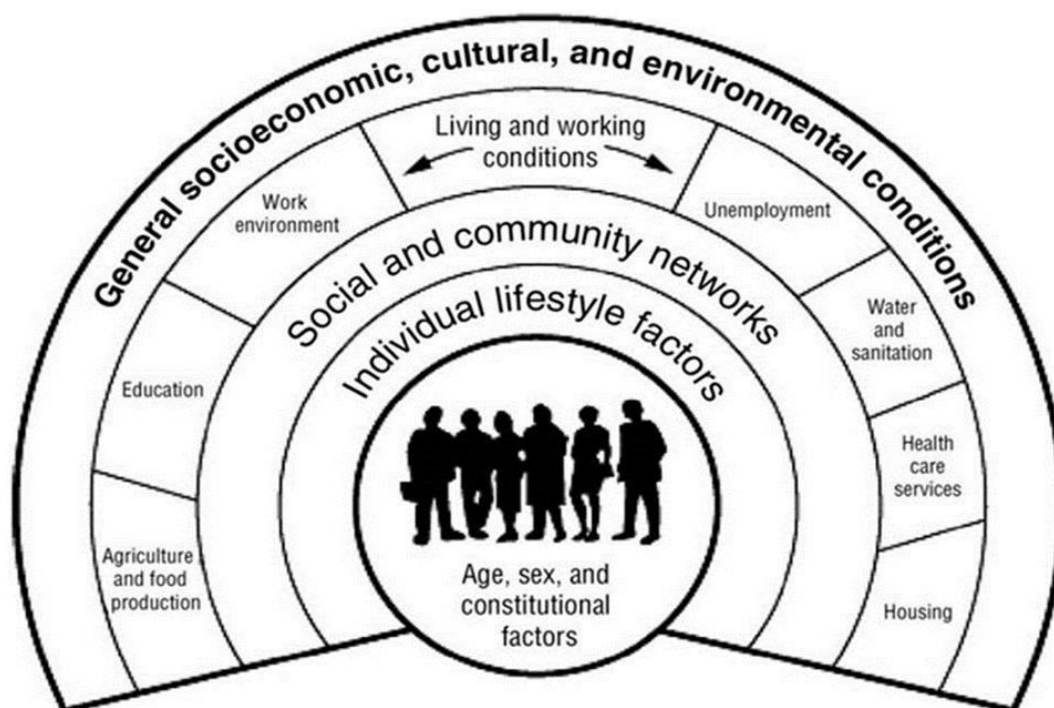 General socioeconomic, cultural, and environmental conditions
Living and working
conditions
Work
environment
Unemployment
Education
Water
and
sanitation
Agriculture
and food
production
Health
care
services
Housing
Social and community networks
Individual lifestyle factors
Age, sex, and
constitutional
factors